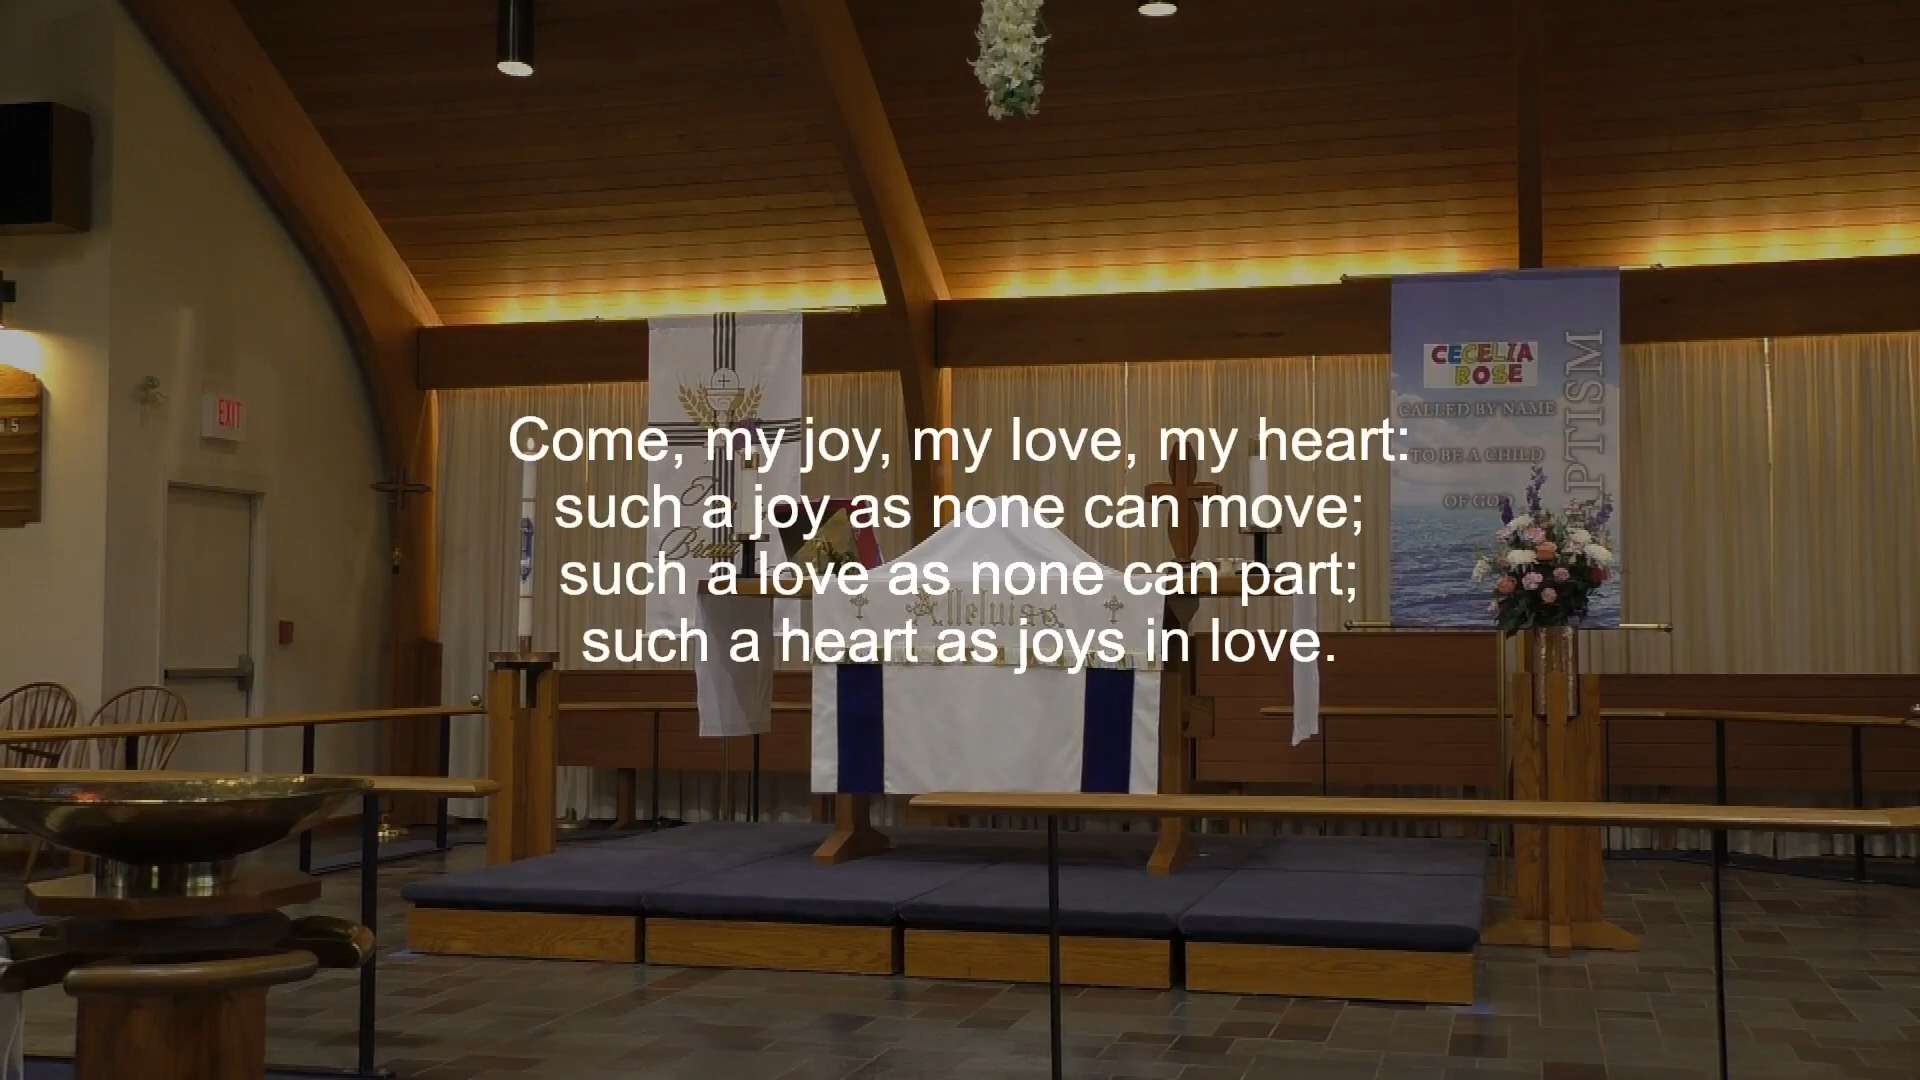 EXIT
CECELIA
ROSE
CALLED BY NAME
TO BE A CHILD
OF GOD
Come, my joy, my love, my heart:
such a joy as none can move;
such a love as none can part;
such a heart as joys in love.
Bread
Alleluia